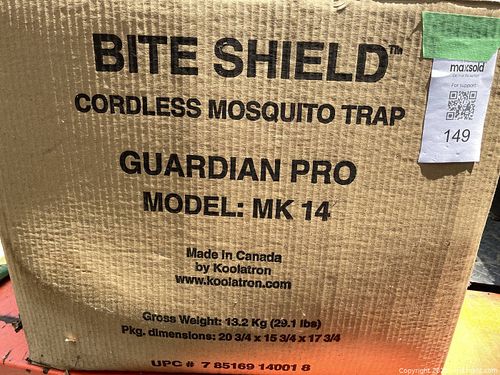 BITE SHIELD™
CORDLESS MOSQUITO TRAP
GUARDIAN PRO
MODEL: MK 14
Made in Canada
by Koolatron
www.koolatron.com
Gross Weight: 13.2 Kg (29.1 lbs)
Pkg. dimensions: 20 3/4 x 15 3/4 x 17 3/4
UPC # 7 85169 14001 8
maxsold
For support
149